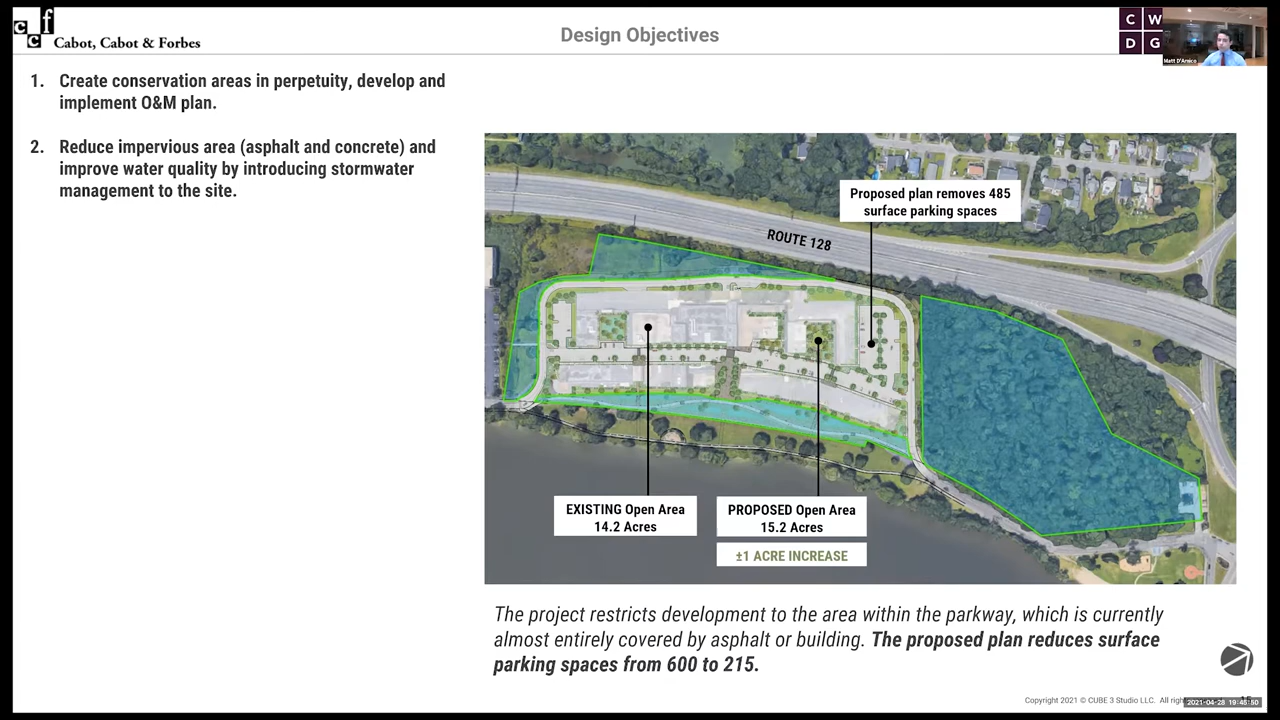 c c f
Cabot, Cabot & Forbes
Design Objectives
C W
D G
Matt D'Amico
1. Create conservation areas in perpetuity, develop and
implement O&M plan.
2. Reduce impervious area (asphalt and concrete) and
improve water quality by introducing stormwater
management to the site.
Proposed plan removes 485
surface parking spaces
ROUTE 128
EXISTING Open Area
14.2 Acres
PROPOSED Open Area
15.2 Acres
±1 ACRE INCREASE
The project restricts development to the area within the parkway, which is currently
almost entirely covered by asphalt or building. The proposed plan reduces surface
parking spaces from 600 to 215.
Copyright 2021 © CUBE 3 Studio LLC. All
2021-04-28 19:48:50